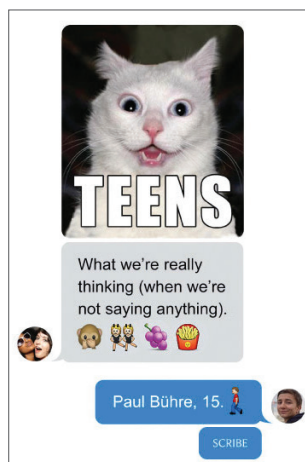 TEENS
What we’re really
thinking (when we’re
not saying anything).
Paul Bühre, 15.
SCRIBE